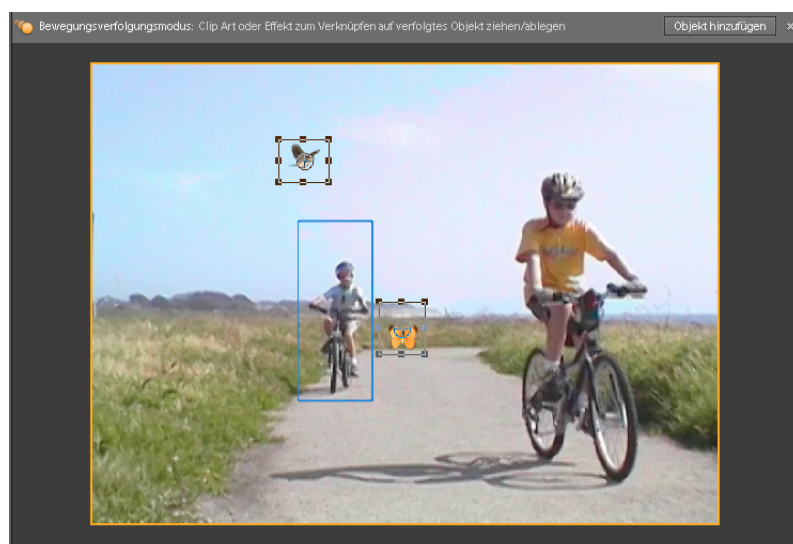 Bewegungsverfolgungsmodus: Clip Art oder Effekt zum Verknüpfen auf verfolgtes Objekt ziehen/ablegen Objekt hinzufügen x